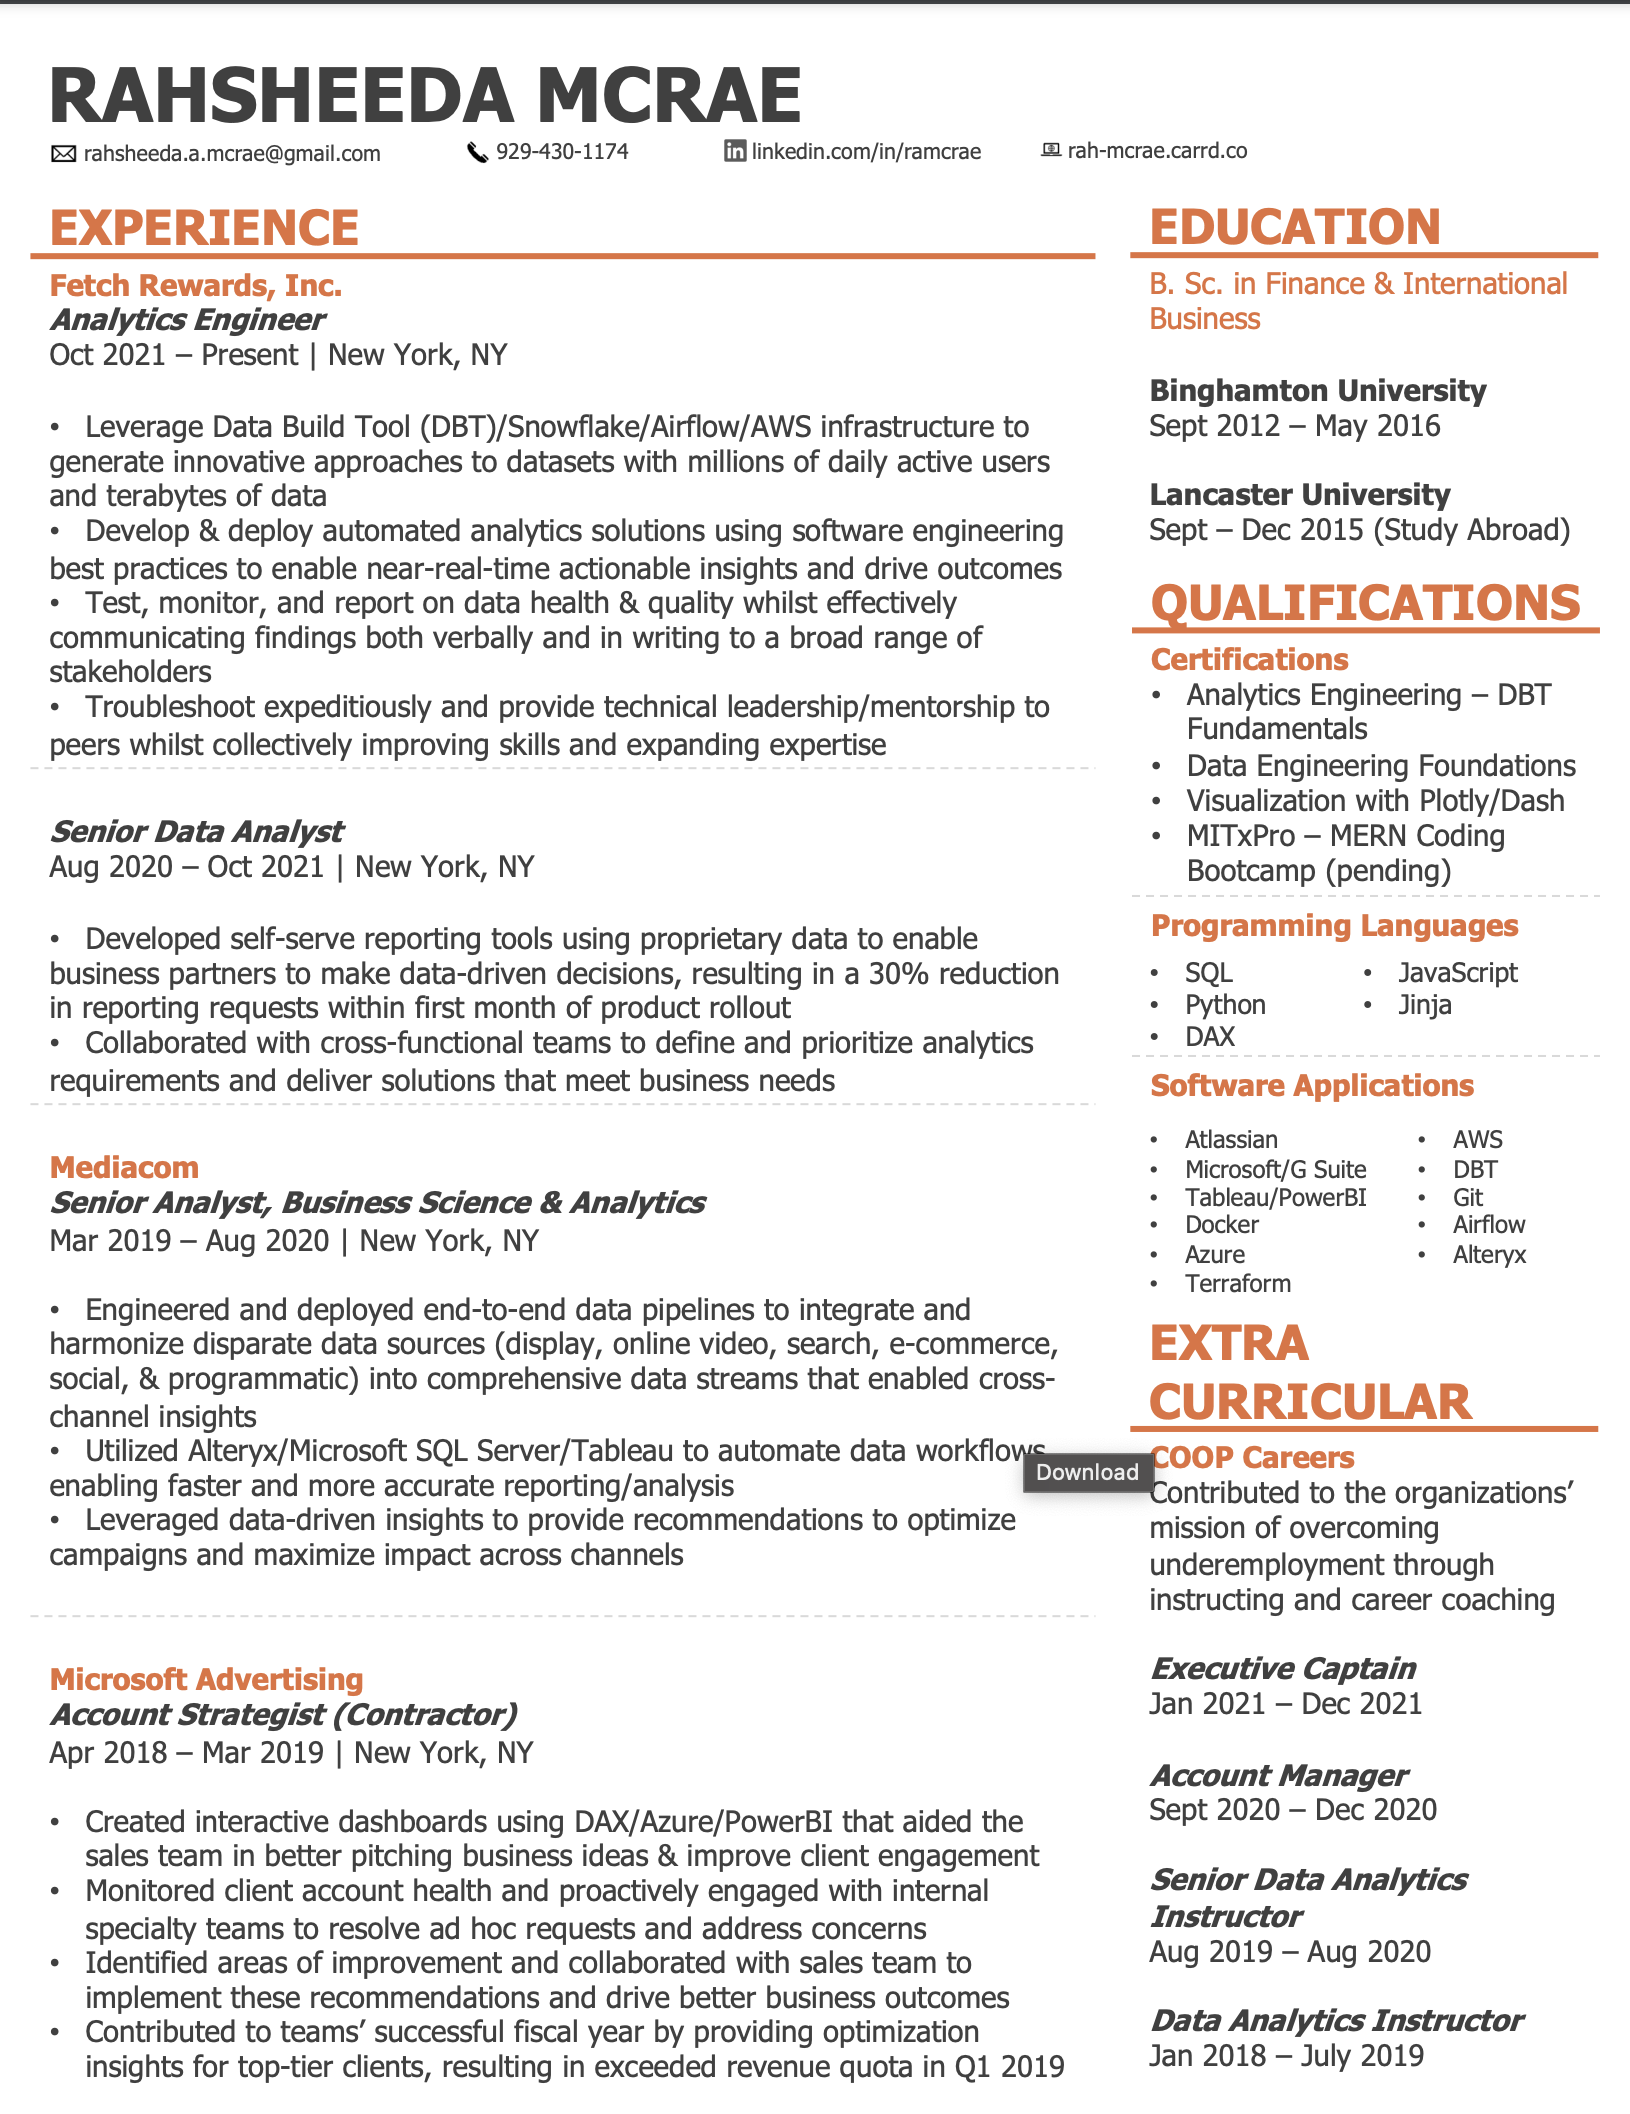 RAHSHEEDA MCRAE
rahsheeda.a.mcrae@gmail.com 929-430-1174 linkedin.com/in/ramcrae rah-mcrae.carrd.co
EXPERIENCE
Fetch Rewards, Inc.
Analytics Engineer
Oct 2021 – Present | New York, NY
• Leverage Data Build Tool (DBT)/Snowflake/Airflow/AWS infrastructure to
generate innovative approaches to datasets with millions of daily active users
and terabytes of data
• Develop & deploy automated analytics solutions using software engineering
best practices to enable near-real-time actionable insights and drive outcomes
• Test, monitor, and report on data health & quality whilst effectively
communicating findings both verbally and in writing to a broad range of
stakeholders
• Troubleshoot expeditiously and provide technical leadership/mentorship to
peers whilst collectively improving skills and expanding expertise
Senior Data Analyst
Aug 2020 – Oct 2021 | New York, NY
• Developed self-serve reporting tools using proprietary data to enable
business partners to make data-driven decisions, resulting in a 30% reduction
in reporting requests within first month of product rollout
• Collaborated with cross-functional teams to define and prioritize analytics
requirements and deliver solutions that meet business needs
Mediacom
Senior Analyst, Business Science & Analytics
Mar 2019 – Aug 2020 | New York, NY
• Engineered and deployed end-to-end data pipelines to integrate and
harmonize disparate data sources (display, online video, search, e-commerce,
social, & programmatic) into comprehensive data streams that enabled cross-
channel insights
• Utilized Alteryx/Microsoft SQL Server/Tableau to automate data workflows
enabling faster and more accurate reporting/analysis
• Leveraged data-driven insights to provide recommendations to optimize
campaigns and maximize impact across channels
Microsoft Advertising
Account Strategist (Contractor)
Apr 2018 – Mar 2019 | New York, NY
• Created interactive dashboards using DAX/Azure/PowerBI that aided the
sales team in better pitching business ideas & improve client engagement
• Monitored client account health and proactively engaged with internal
specialty teams to resolve ad hoc requests and address concerns
• Identified areas of improvement and collaborated with sales team to
implement these recommendations and drive better business outcomes
• Contributed to teams’ successful fiscal year by providing optimization
insights for top-tier clients, resulting in exceeded revenue quota in Q1 2019
Download
EDUCATION
B. Sc. in Finance & International
Business
Binghamton University
Sept 2012 – May 2016
Lancaster University
Sept – Dec 2015 (Study Abroad)
QUALIFICATIONS
Certifications
• Analytics Engineering – DBT
Fundamentals
• Data Engineering Foundations
• Visualization with Plotly/Dash
• MITxPro – MERN Coding
Bootcamp (pending)
Programming Languages
• SQL • JavaScript
• Python • Jinja
• DAX
Software Applications
• Atlassian • AWS
• Microsoft/G Suite • DBT
• Tableau/PowerBI • Git
• Docker • Airflow
• Azure • Alteryx
• Terraform
EXTRA
CURRICULAR
COOP Careers
Contributed to the organizations’
mission of overcoming
underemployment through
instructing and career coaching
Executive Captain
Jan 2021 – Dec 2021
Account Manager
Sept 2020 – Dec 2020
Senior Data Analytics
Instructor
Aug 2019 – Aug 2020
Data Analytics Instructor
Jan 2018 – July 2019